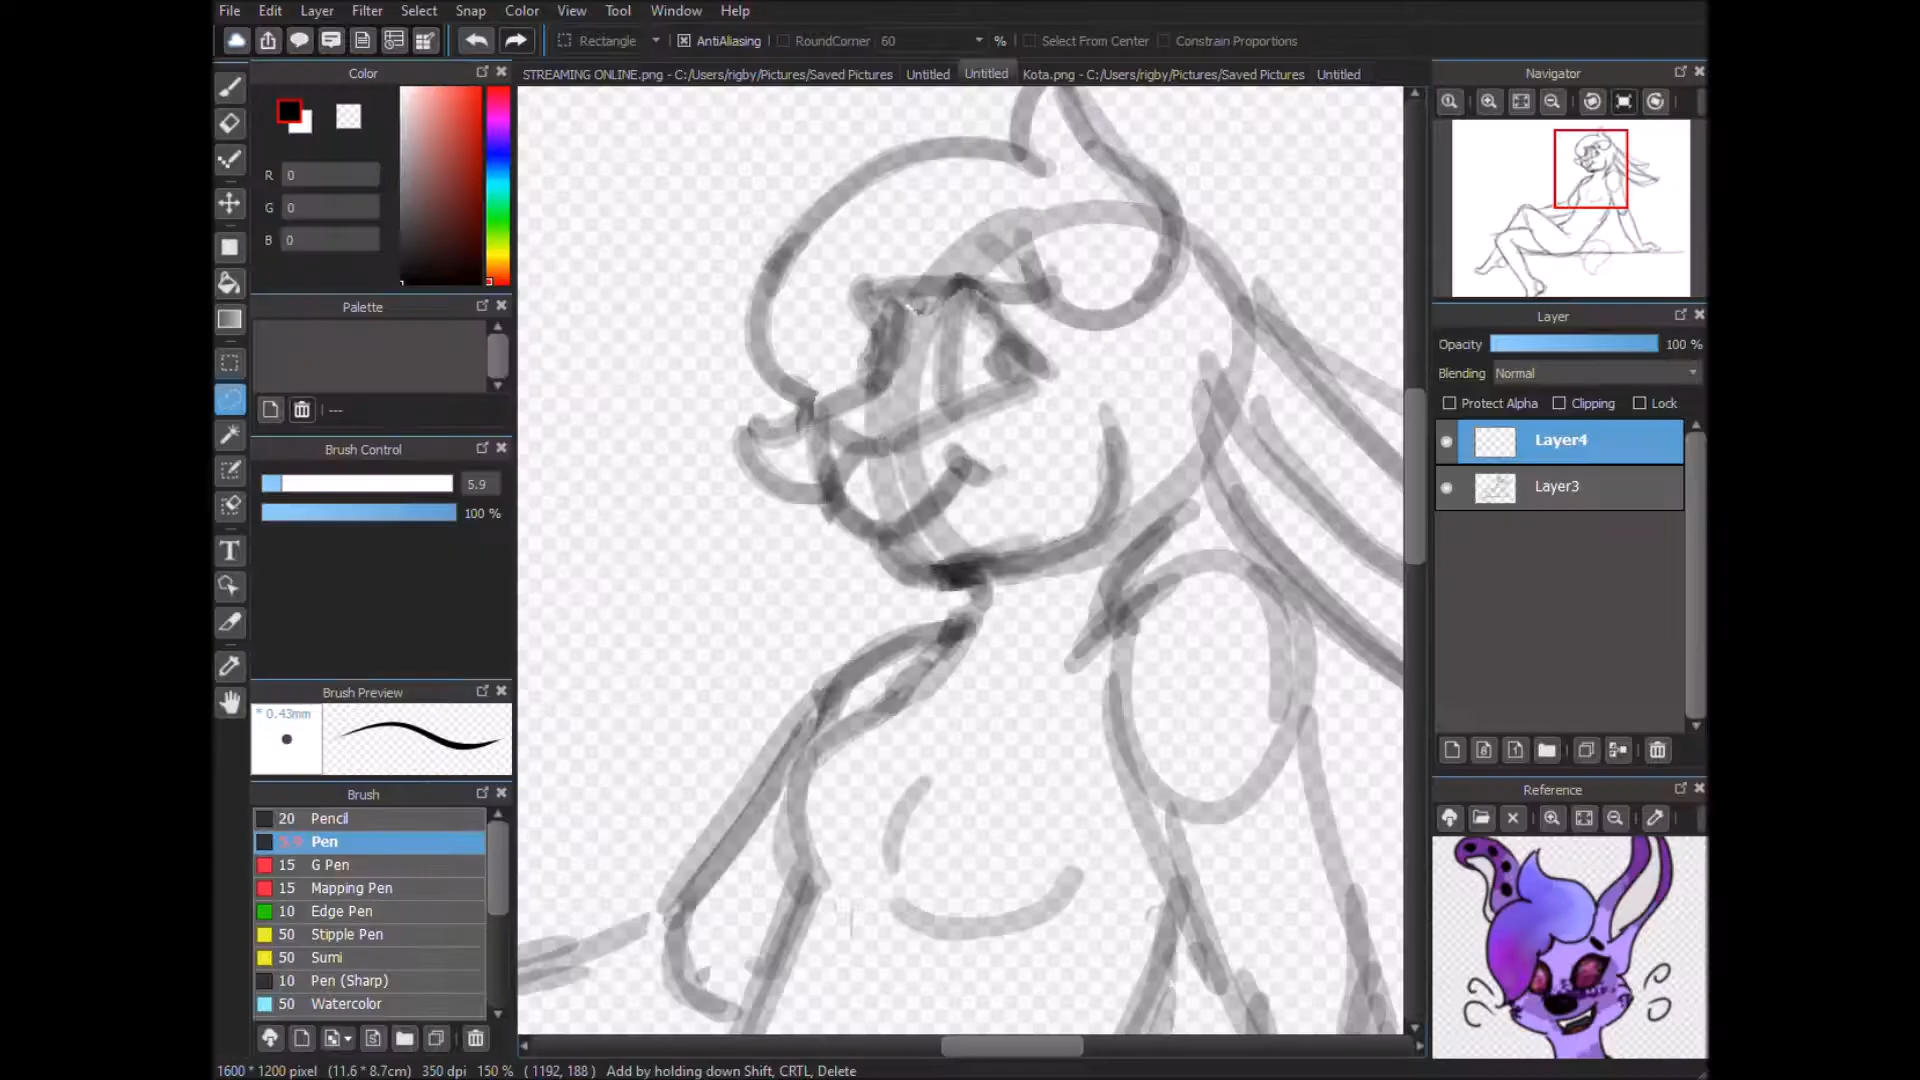 File Edit Layer Filter Select Snap Color View Tool Window Help
Rectangle AntiAliasing RoundCorner 60 % Select From Center Constrain Proportions
STREAMING ONLINE.png - C:/Users/rigby/Pictures/Saved Pictures Untitled Untitled Kota.png - C:/Users/rigby/Pictures/Saved Pictures Untitled
Color
R 0
G 0
B 0
Palette
---
Brush Control
5.9
100 %
Brush Preview
* 0.43mm
Brush
20 Pencil
5.9 Pen
15 G Pen
15 Mapping Pen
10 Edge Pen
50 Stipple Pen
50 Sumi
10 Pen (Sharp)
50 Watercolor
Navigator
Layer
Opacity 100 %
Blending Normal
Protect Alpha Clipping Lock
Layer4
Layer3
Reference
1600 * 1200 pixel (11.6 * 8.7cm) 350 dpi 150 % ( 1192, 188 ) Add by holding down Shift, CRTL, Delete